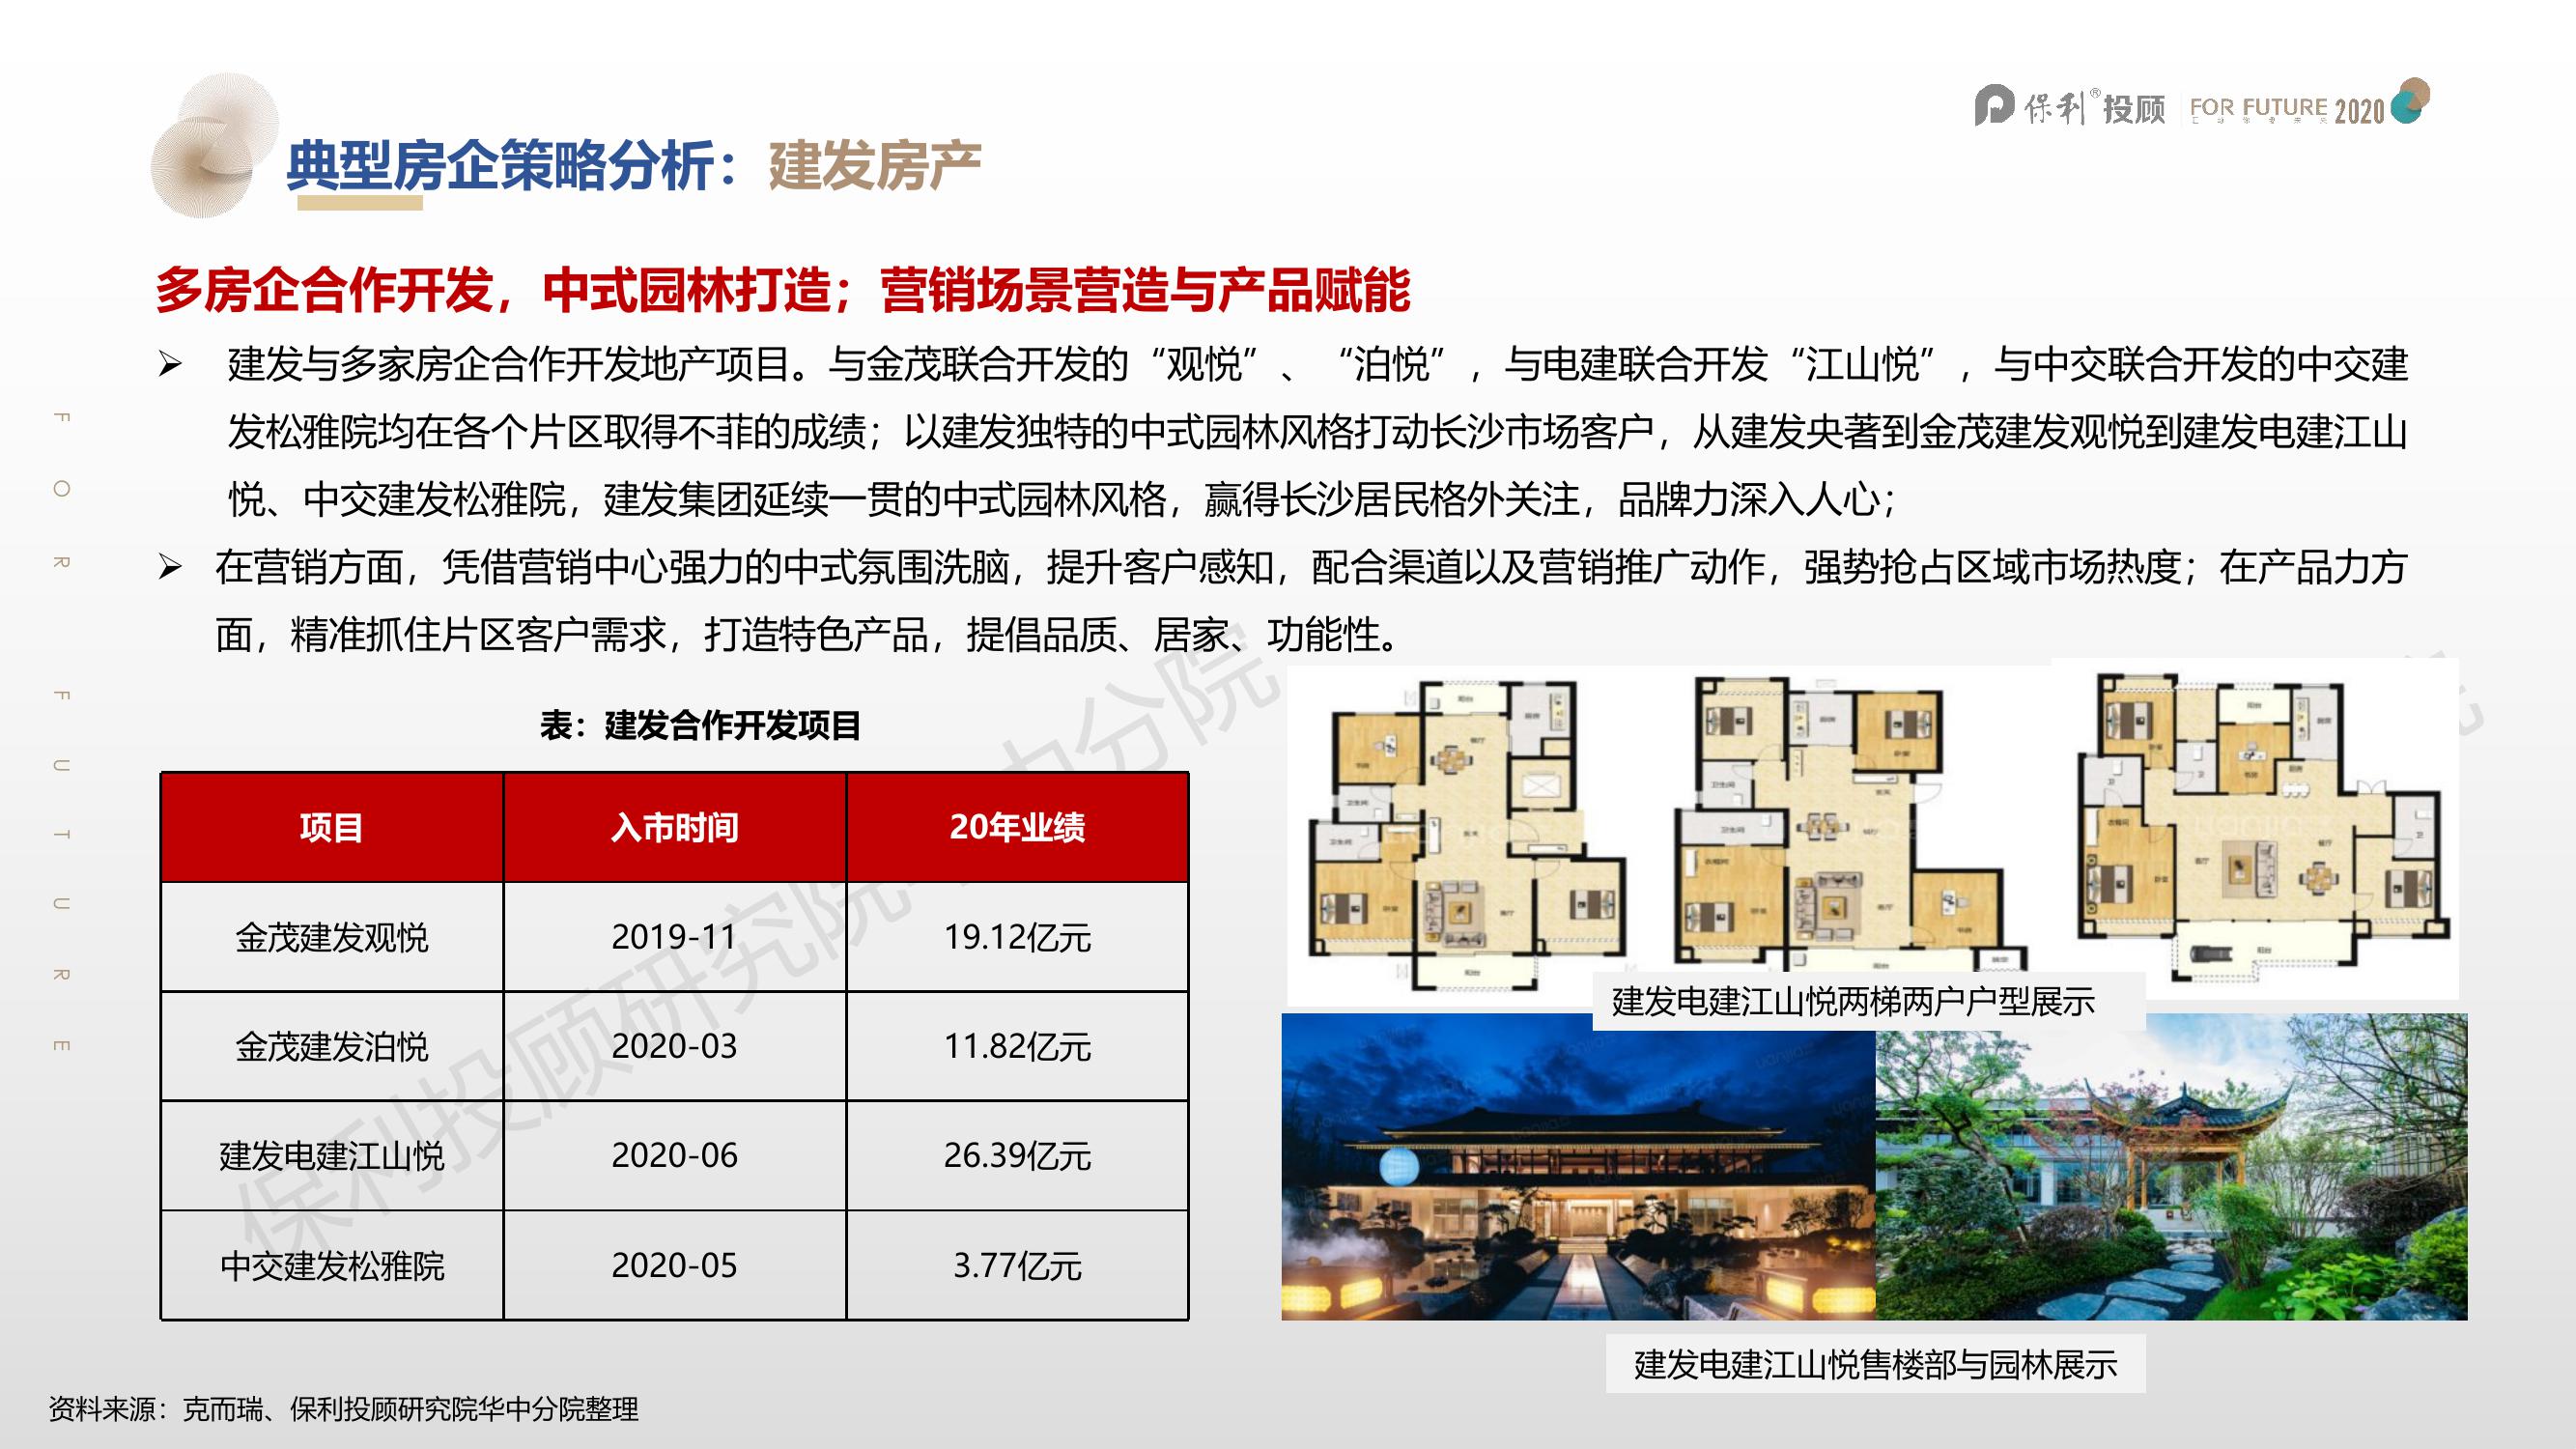 保利®投顾 FOR FUTURE 2020
典型房企策略分析：建发房产
多房企合作开发，中式园林打造；营销场景营造与产品赋能
➢ 建发与多家房企合作开发地产项目。与金茂联合开发的“观悦”、“泊悦”，与电建联合开发“江山悦”，与中交联合开发的中交建
发松雅院均在各个片区取得不菲的成绩；以建发独特的中式园林风格打动长沙市场客户，从建发央著到金茂建发观悦到建发电建江山
悦、中交建发松雅院，建发集团延续一贯的中式园林风格，赢得长沙居民格外关注，品牌力深入人心；
➢ 在营销方面，凭借营销中心强力的中式氛围洗脑，提升客户感知，配合渠道以及营销推广动作，强势抢占区域市场热度；在产品力方
面，精准抓住片区客户需求，打造特色产品，提倡品质、居家、功能性。
FOR FUTURE
表：建发合作开发项目
项目 入市时间 20年业绩
金茂建发观悦 2019-11 19.12亿元
金茂建发泊悦 2020-03 11.82亿元
建发电建江山悦 2020-06 26.39亿元
中交建发松雅院 2020-05 3.77亿元
建发电建江山悦两梯两户户型展示
建发电建江山悦售楼部与园林展示
资料来源：克而瑞、保利投顾研究院华中分院整理